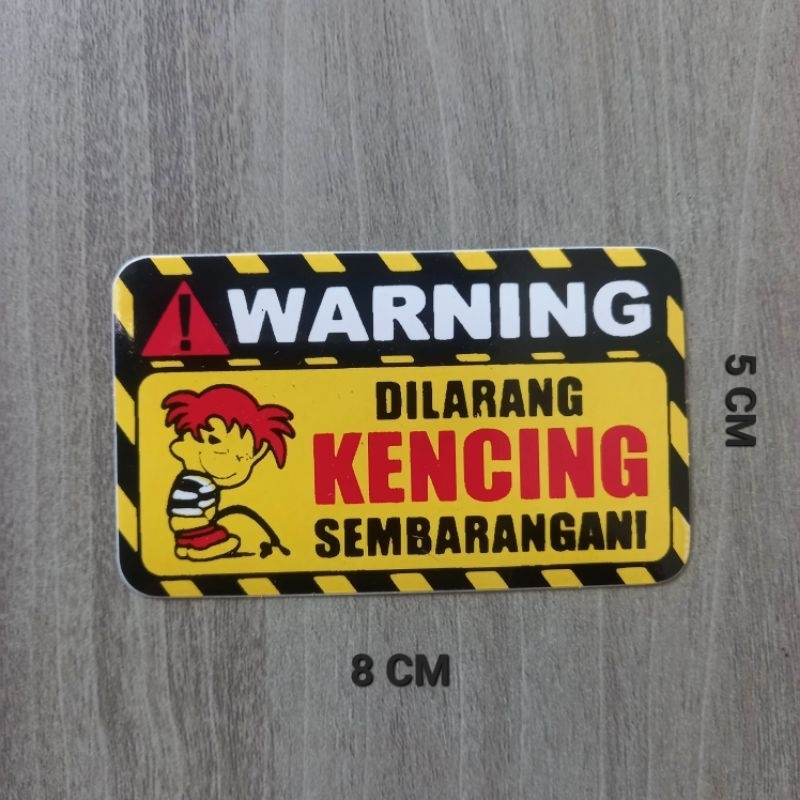 ! WARNING
DILARANG
KENCING
SEMBARANGAN!
5 CM
8 CM